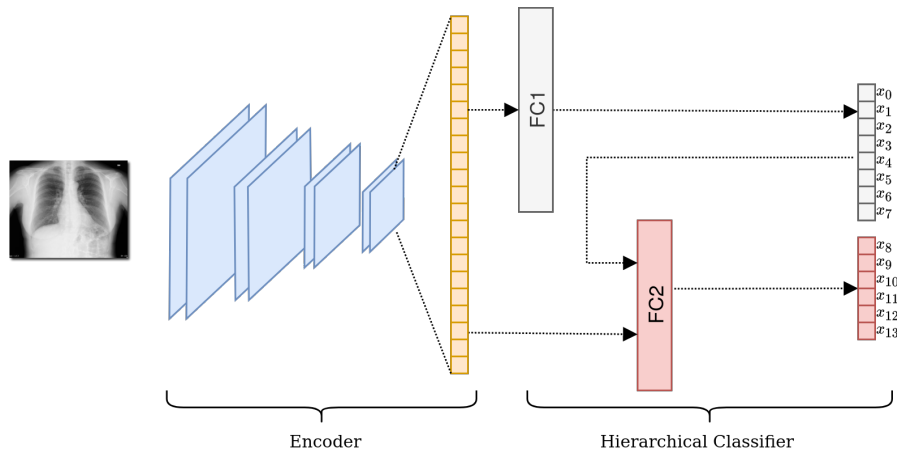 FC1
x₀
x₁
x₂
x₃
x₄
x₅
x₆
x₇
FC2
x₈
x₉
x₁₀
x₁₁
x₁₂
x₁₃
Encoder
Hierarchical Classifier